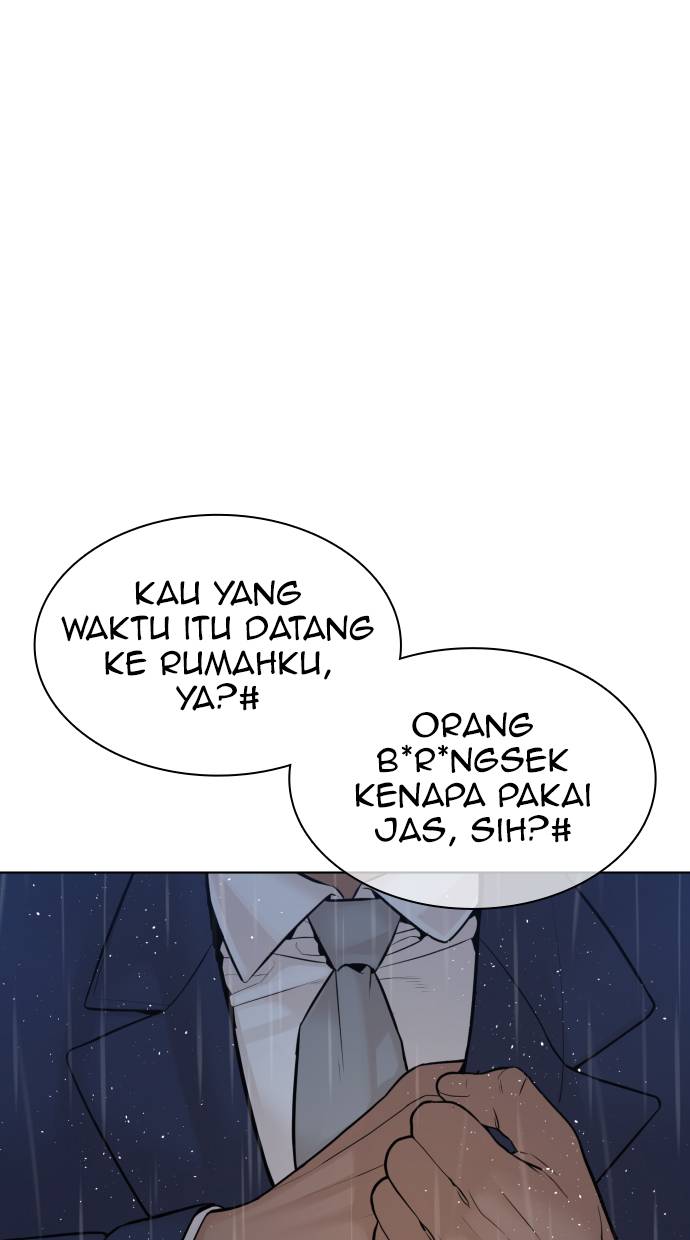 KAU YANG
WAKTU ITU DATANG
KE RUMAHKU,
YA?#
ORANG
B*R*NGSEK
KENAPA PAKAI
JAS, SIH?#